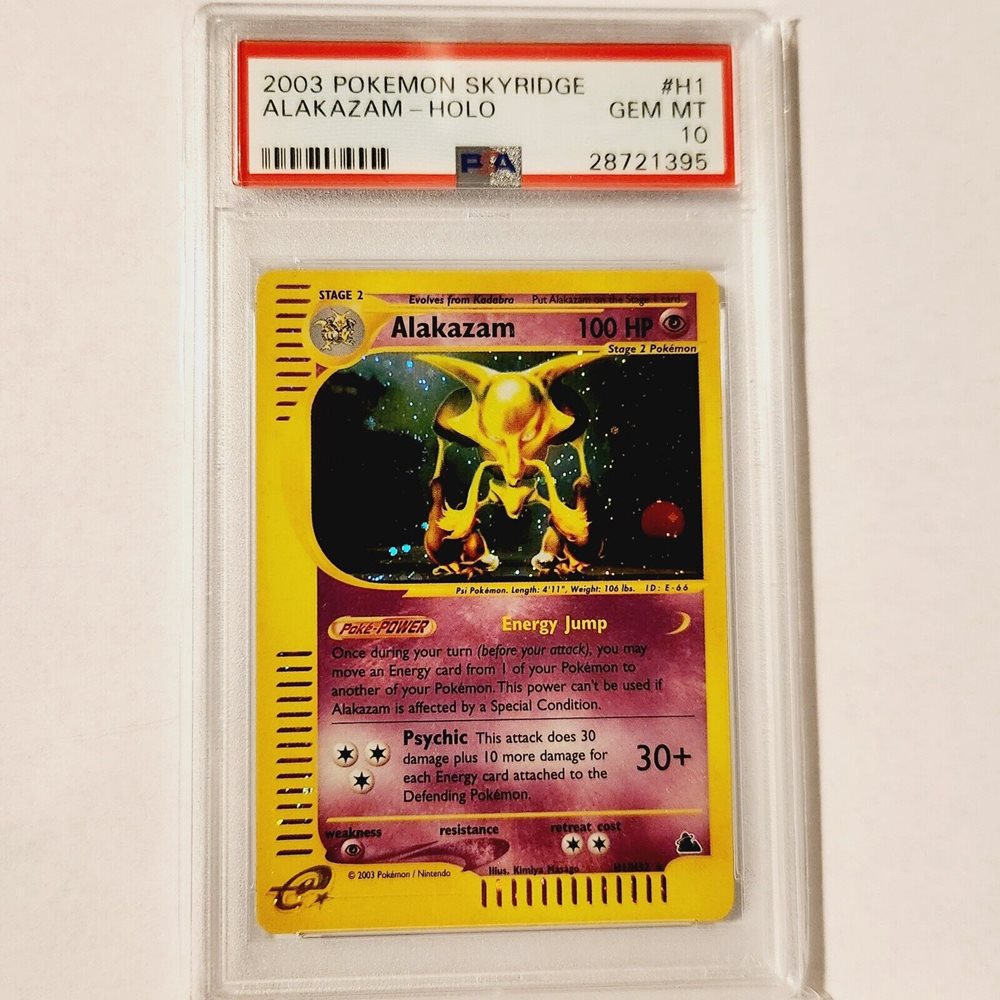 2003 POKEMON SKYRIDGE #H1
ALAKAZAM - HOLO GEM MT
10
PSA 28721395
STAGE 2 Evolves from Kadabra Put Alakazam on the Stage 1 card
Alakazam 100 HP
Stage 2 Pokémon
Psi Pokémon. Length: 4'11", Weight: 106 lbs. ID: E-66
POKé-POWER Energy Jump
Once during your turn (before your attack), you may
move an Energy card from 1 of your Pokémon to
another of your Pokémon. This power can't be used if
Alakazam is affected by a Special Condition.
Psychic This attack does 30
damage plus 10 more damage for
each Energy card attached to the
Defending Pokémon.
30+
weakness resistance retreat cost
© 2003 Pokémon / Nintendo Illus. Kimiya Masago
e